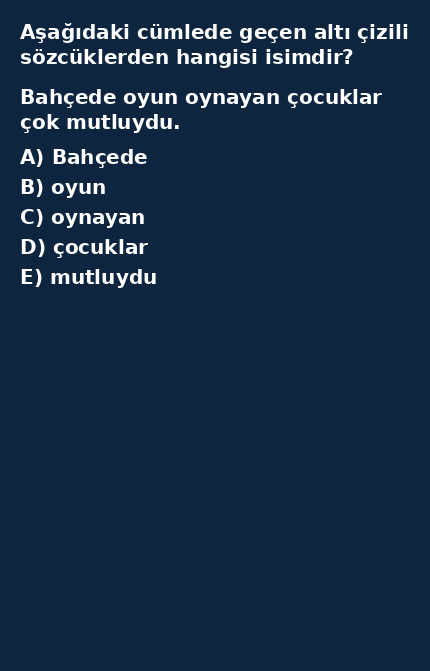 Aşağıdaki cümlede geçen altı çizili
sözcüklerden hangisi isimdir?
Bahçede oyun oynayan çocuklar
çok mutluydu.
A) Bahçede
B) oyun
C) oynayan
D) çocuklar
E) mutluydu